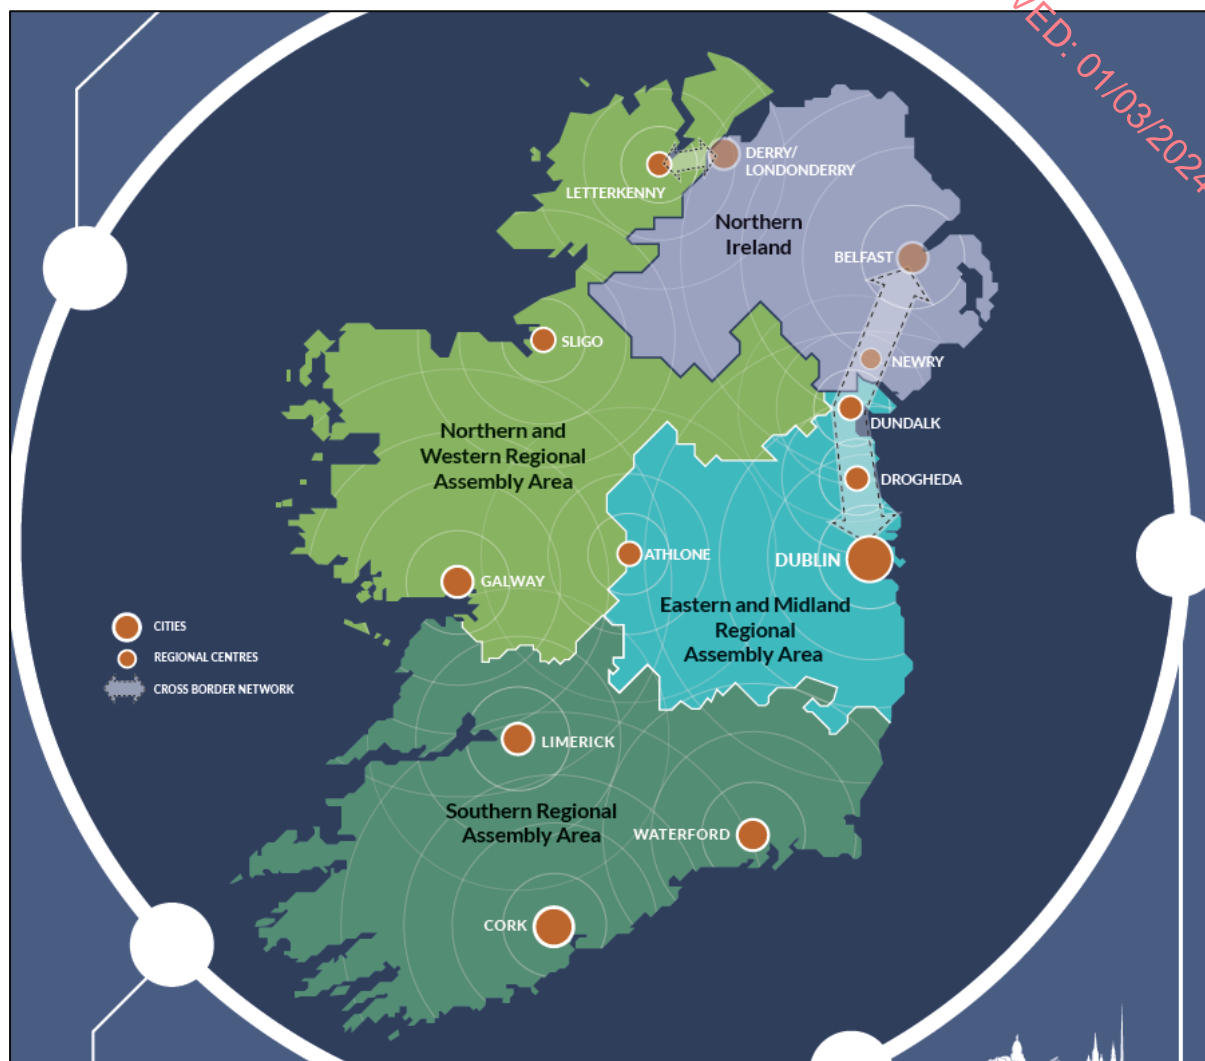 VED: 01/03/2024
DERRY/
LONDONDERRY
LETTERKENNY
Northern
Ireland
BELFAST
SLIGO
NEWRY
DUNDALK
Northern and
Western Regional
Assembly Area
DROGHEDA
ATHLONE
DUBLIN
GALWAY
Eastern and Midland
Regional
Assembly Area
CITIES
REGIONAL CENTRES
CROSS BORDER NETWORK
LIMERICK
Southern Regional
Assembly Area
WATERFORD
CORK